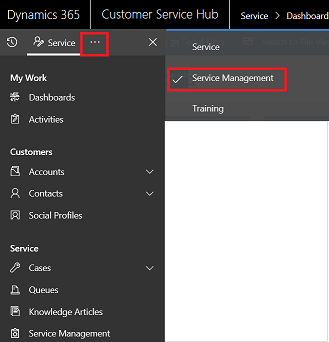 Dynamics 365
Customer Service Hub
Service > Dashboard
Service
...
Service
Service Management
Training
My Work
Dashboards
Activities
Customers
Accounts
Contacts
Social Profiles
Service
Cases
Queues
Knowledge Articles
Service Management